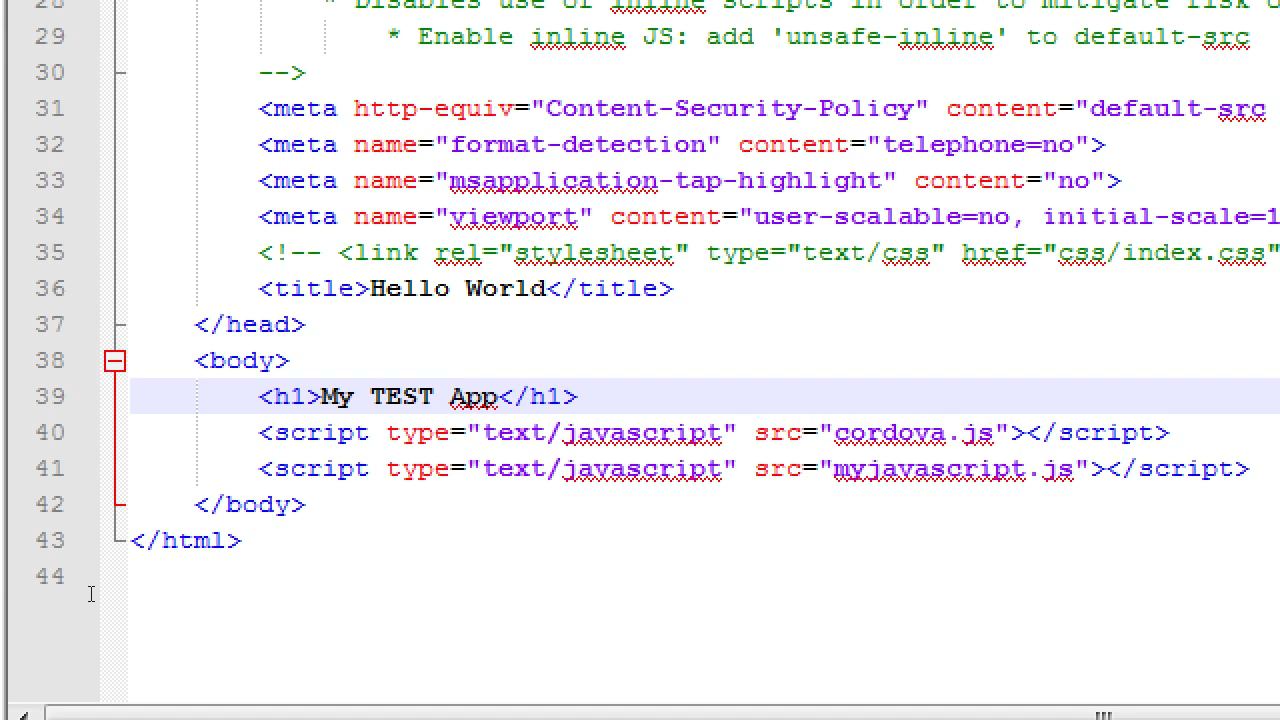 28 * Disables use of inline scripts in order to mitigate risk o
29 * Enable inline JS: add 'unsafe-inline' to default-src
30 -->
31 <meta http-equiv="Content-Security-Policy" content="default-src
32 <meta name="format-detection" content="telephone=no">
33 <meta name="msapplication-tap-highlight" content="no">
34 <meta name="viewport" content="user-scalable=no, initial-scale=1
35 <!-- <link rel="stylesheet" type="text/css" href="css/index.css"
36 <title>Hello World</title>
37 </head>
38 <body>
39 <h1>My TEST App</h1>
40 <script type="text/javascript" src="cordova.js"></script>
41 <script type="text/javascript" src="myjavascript.js"></script>
42 </body>
43 </html>
44